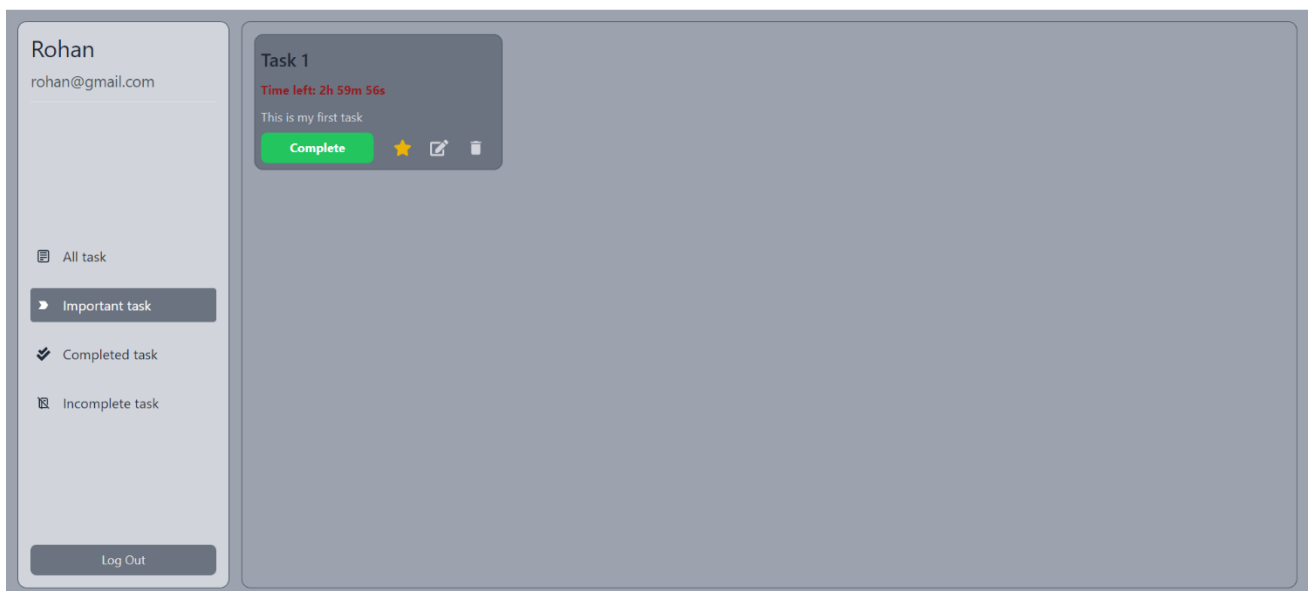 Rohan
rohan@gmail.com
All task
Important task
Completed task
Incomplete task
Log Out
Task 1
Time left: 2h 59m 56s
This is my first task
Complete